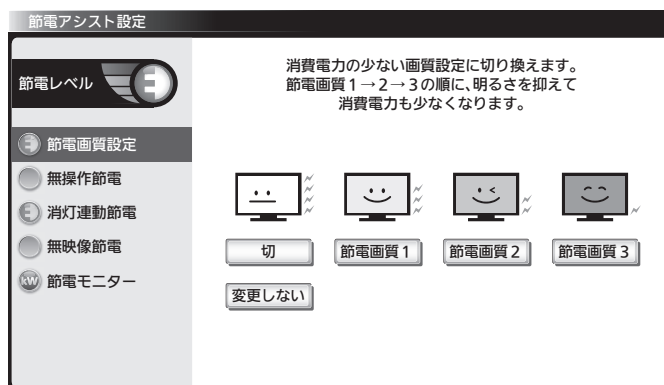 節電アシスト設定
節電レベル
消費電力の少ない画質設定に切り換えます。
節電画質1→2→3の順に、明るさを抑えて
消費電力も少なくなります。
節電画質設定
無操作節電
消灯連動節電
無映像節電
kW 節電モニター
切
節電画質1
節電画質2
節電画質3
変更しない